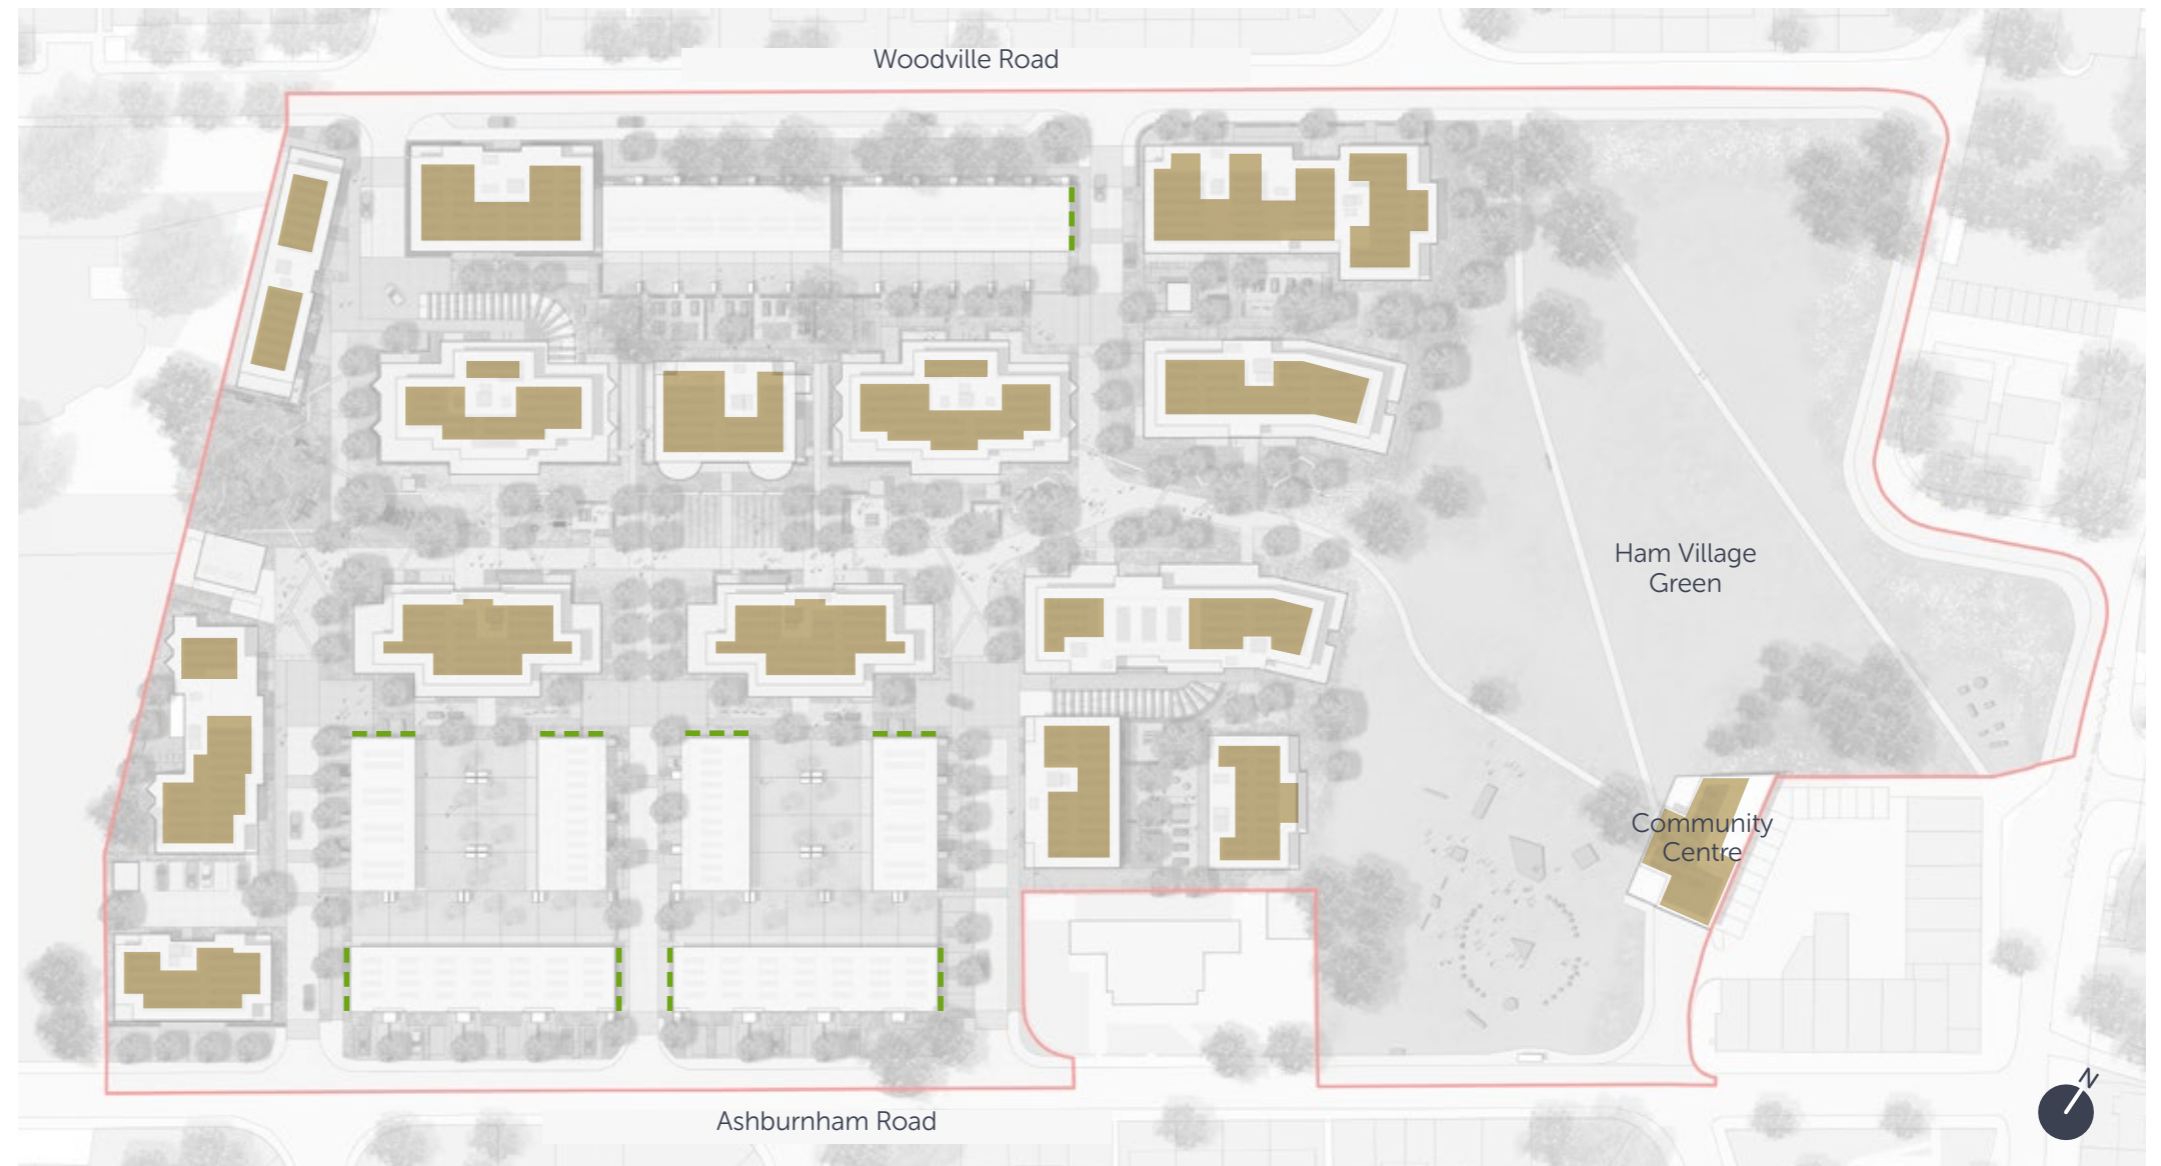 Woodville Road
Ham Village
Green
Community
Centre
N
Ashburnham Road